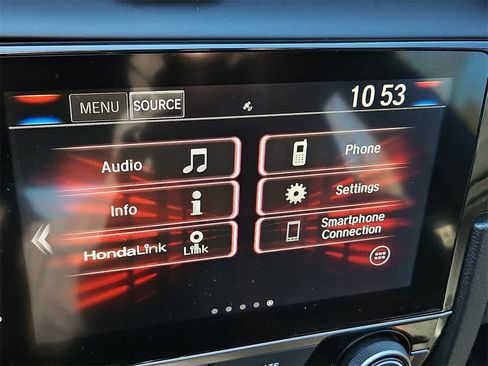 MENU SOURCE 10 53
Audio
Phone
Info
Settings
HondaLink Link
Smartphone
Connection